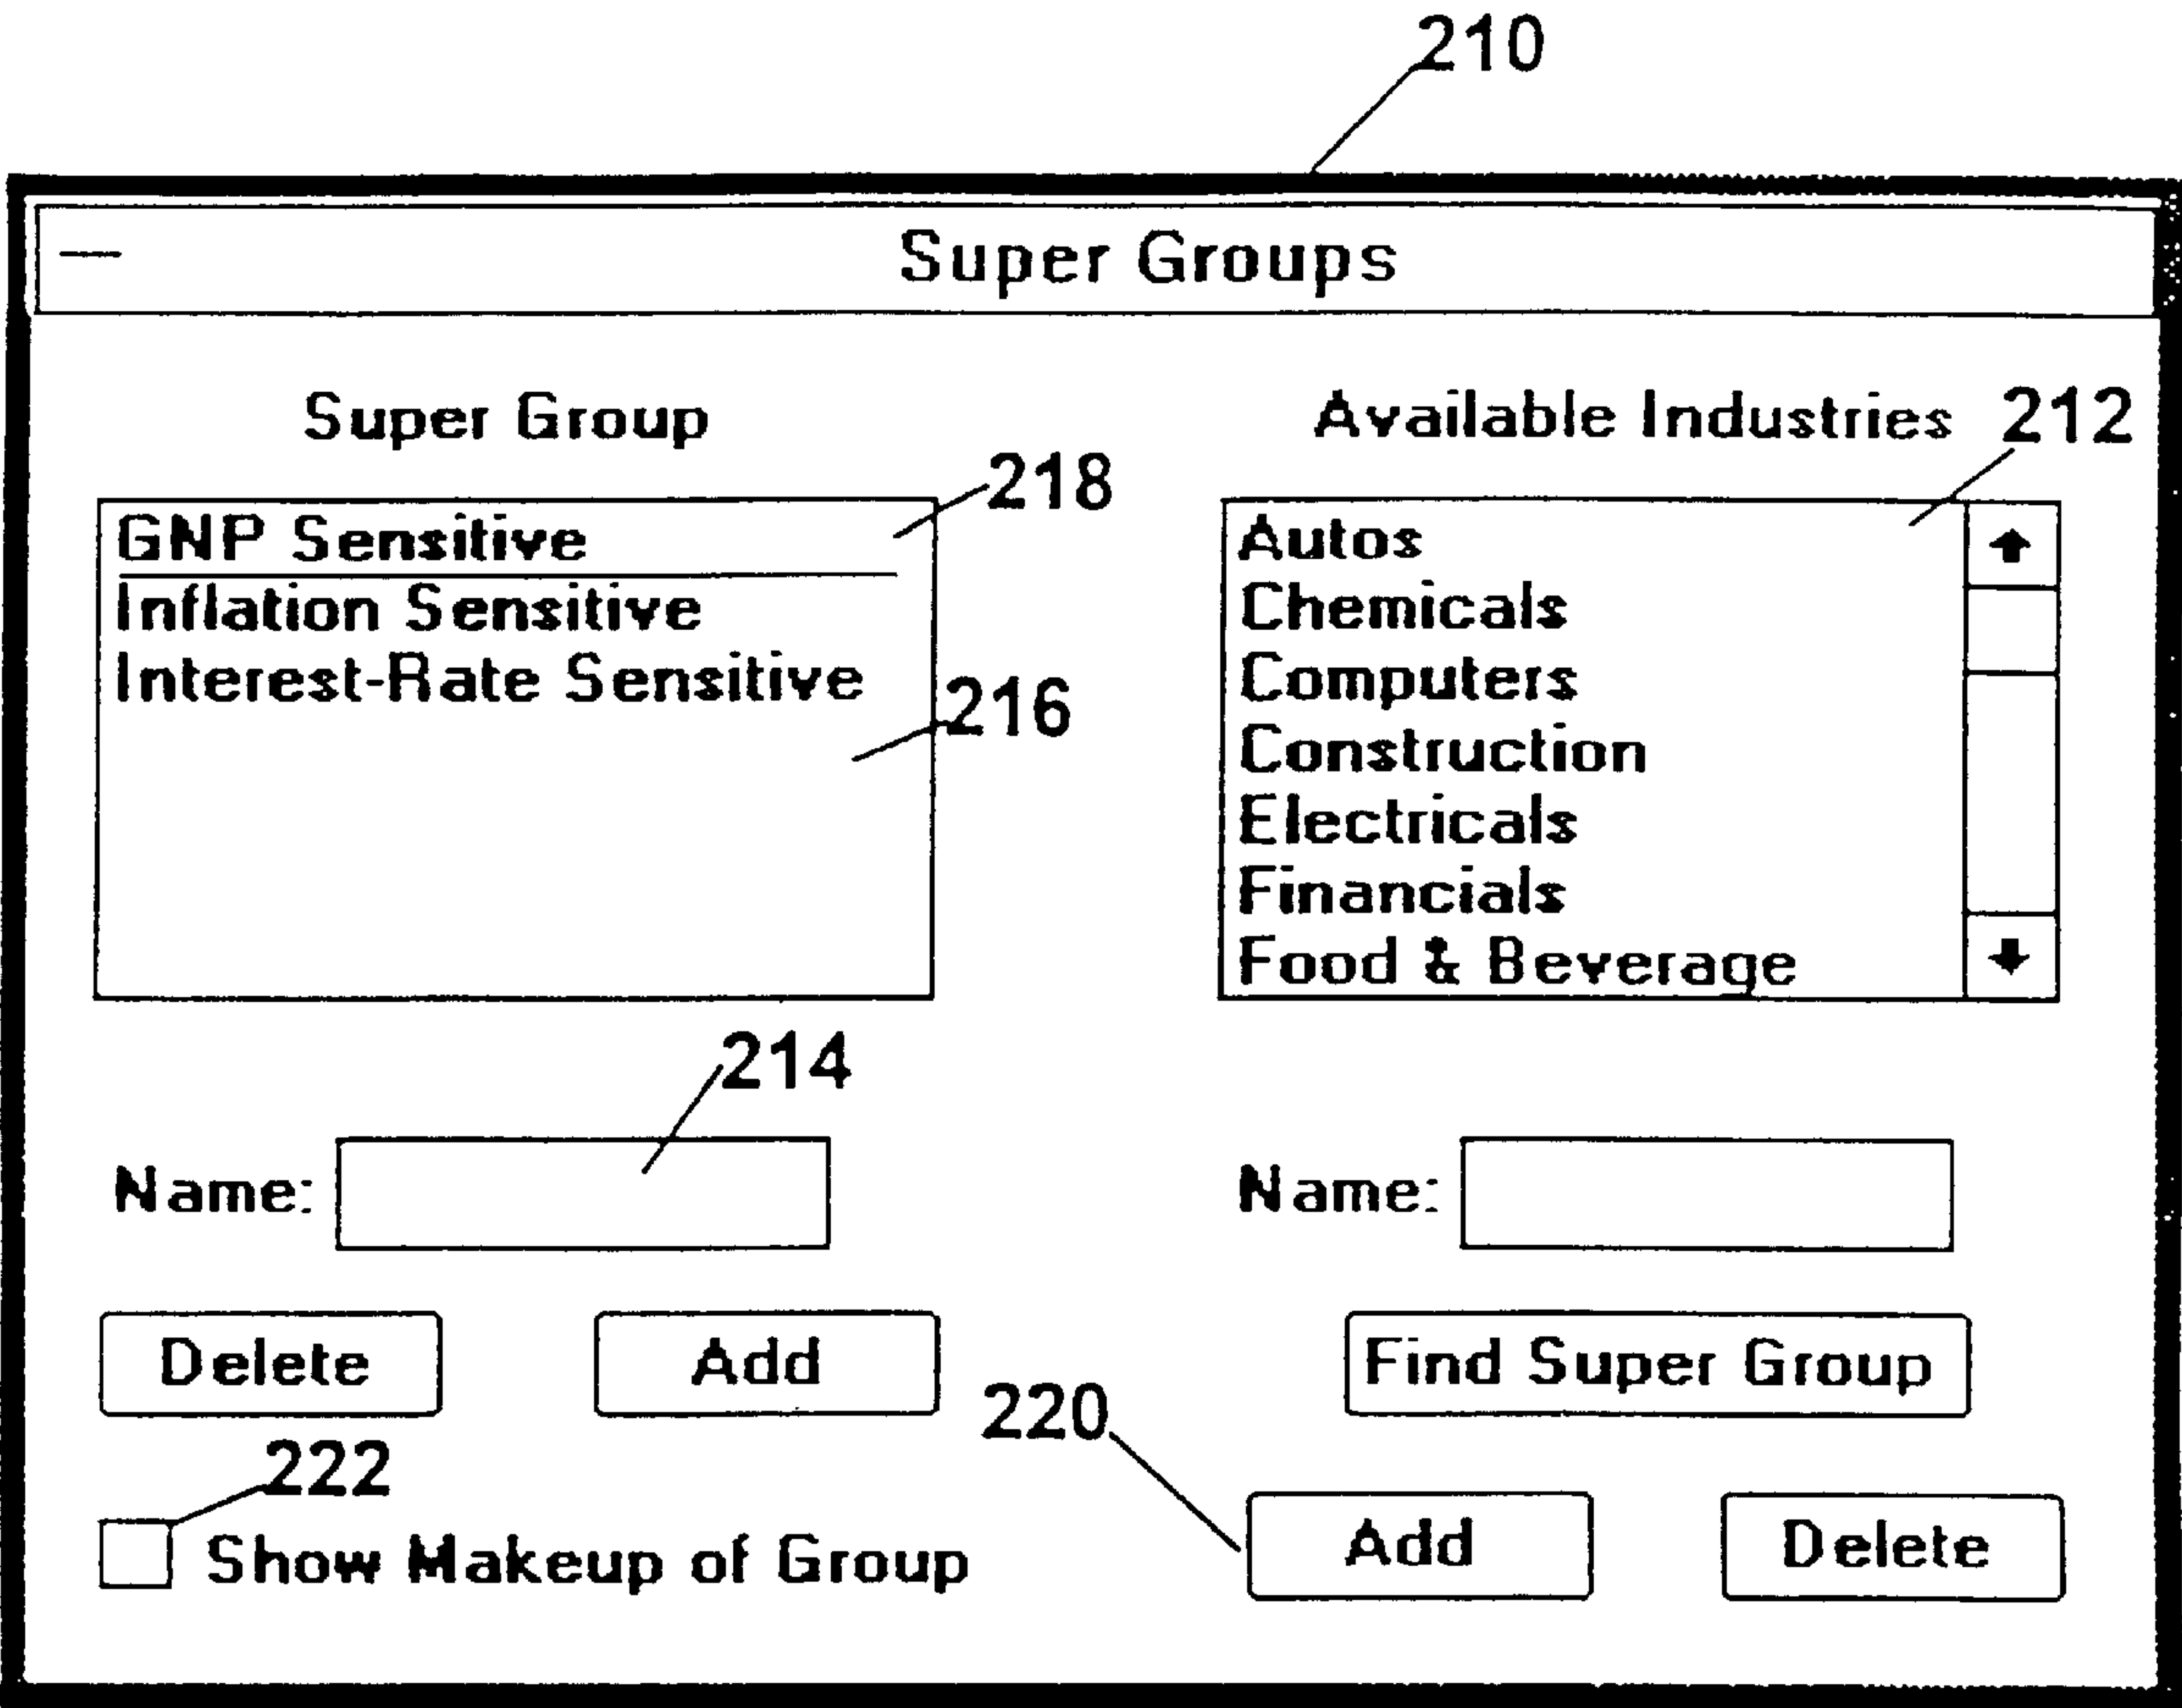 210
Super Groups
Super Group
Available Industries
212
218
GNP Sensitive
Inflation Sensitive
Interest-Rate Sensitive
216
Autos
Chemicals
Computers
Construction
Electricals
Financials
Food & Beverage
214
Name:
Name:
Delete
Add
Find Super Group
220
222
Show Makeup of Group
Add
Delete